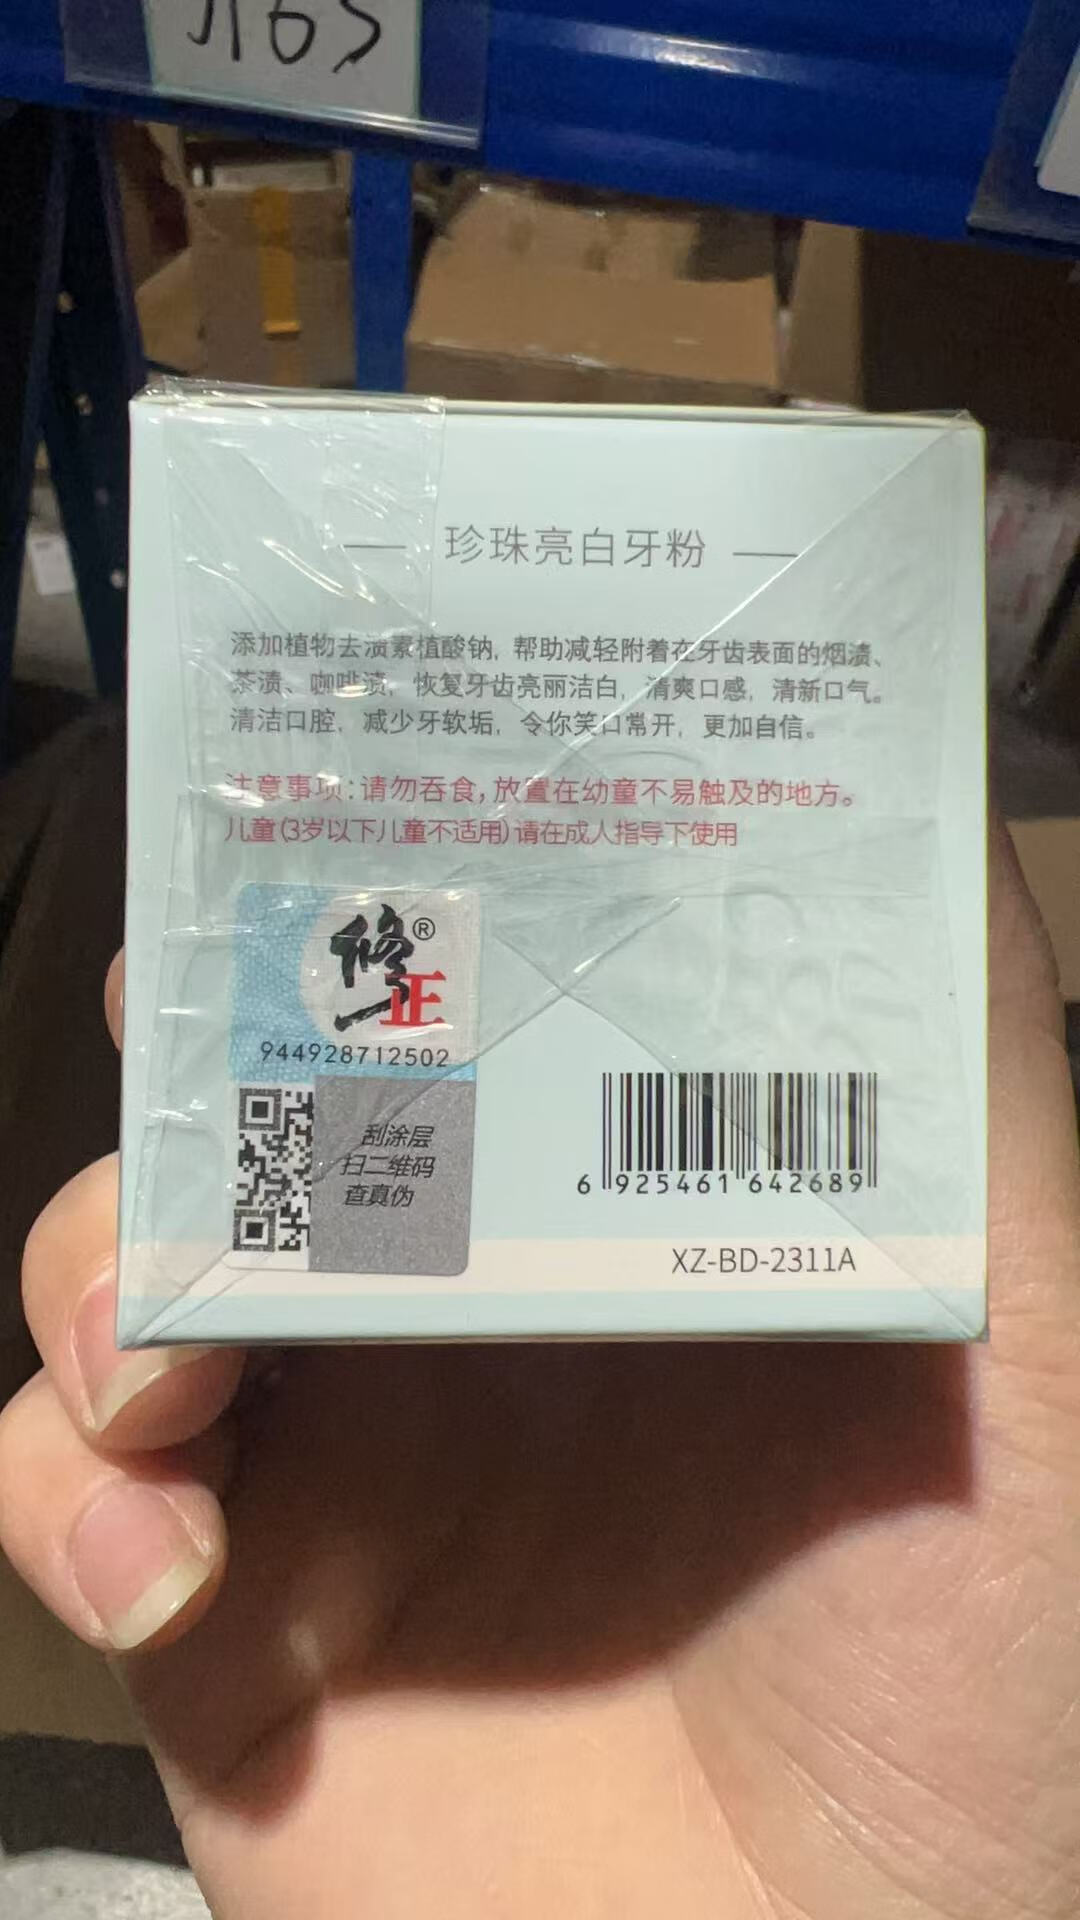 珍珠亮白牙粉
添加植物去渍素植酸钠, 帮助减轻附着在牙齿表面的烟渍、
茶渍、咖啡渍, 恢复牙齿亮丽洁白, 清爽口感, 清新口气。
清洁口腔, 减少牙软垢, 令你笑口常开, 更加自信。
注意事项:请勿吞食,放置在幼童不易触及的地方。
儿童(3岁以下儿童不适用)请在成人指导下使用
修正®
944928712502
刮涂层
扫二维码
查真伪
6 925461 642689
XZ-BD-2311A